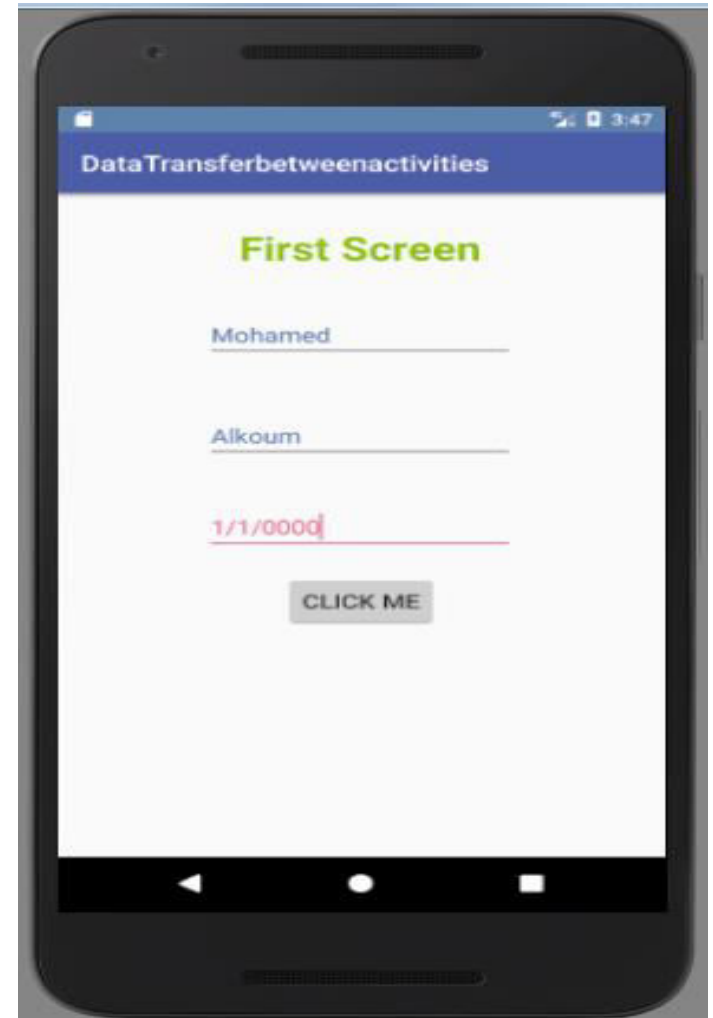 3:47
DataTransferbetweenactivities
First Screen
Mohamed
Alkoum
1/1/0000
CLICK ME